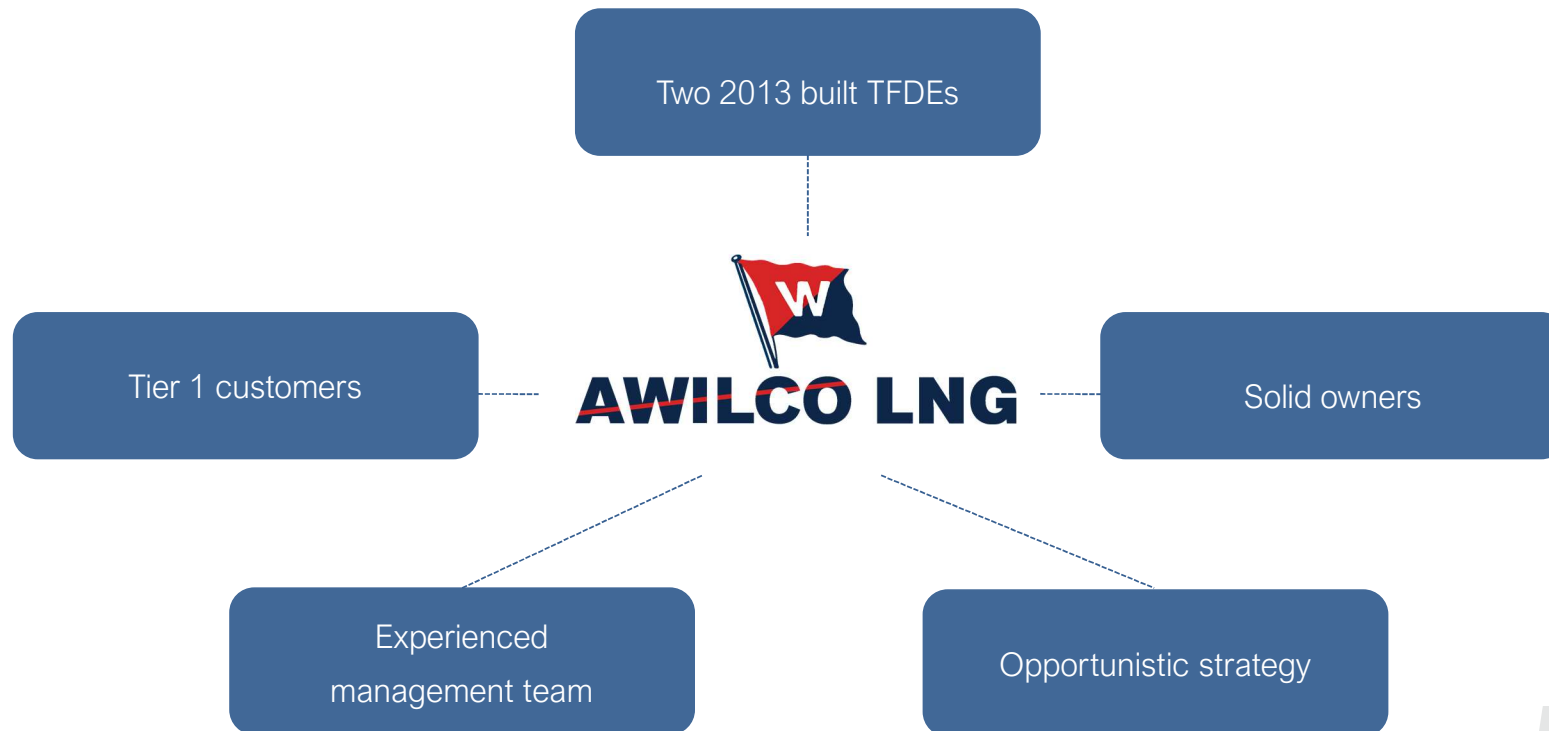 Two 2013 built TFDEs
W
AWILCO LNG
Tier 1 customers
Solid owners
Experienced
management team
Opportunistic strategy